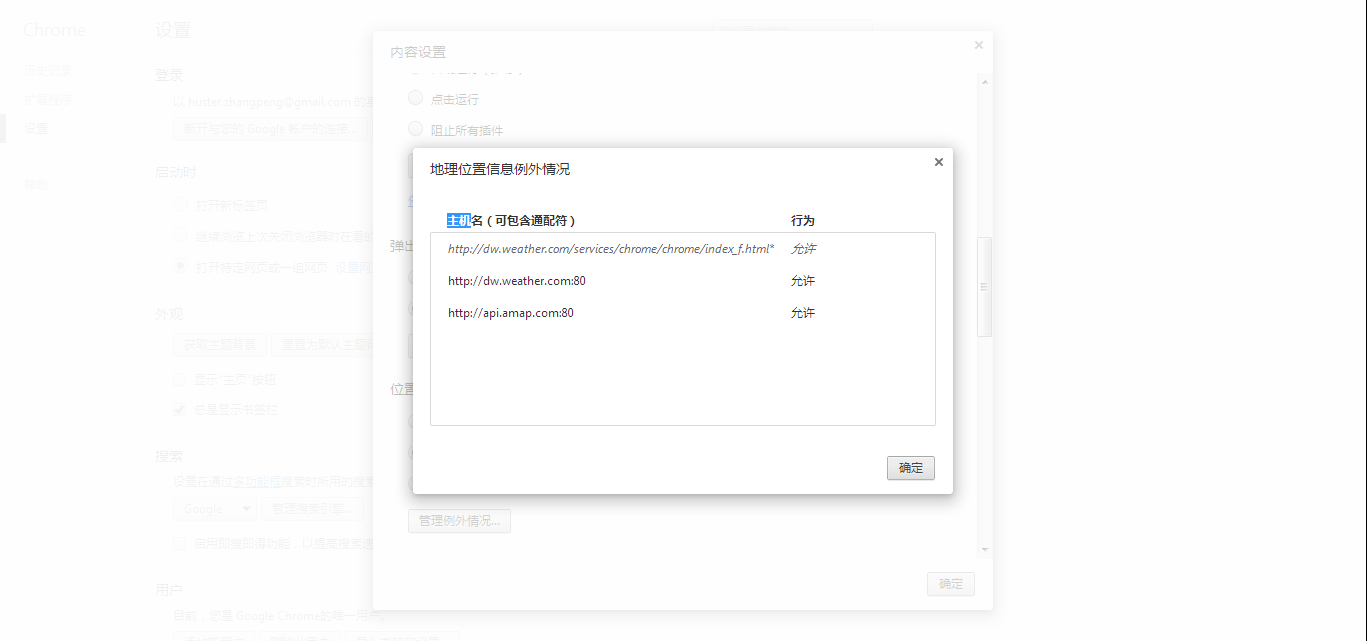 Chrome
设置
历史记录
扩展程序
设置
帮助
登录
以 huster.zhangpeng@gmail.com 的
断开与您的 Google 帐户的连接...
启动时
打开新标签页
继续浏览上次关闭浏览器时在看的
打开特定网页或一组网页 设置网
外观
获取主题背景
重置为默认主题
显示"主页"按钮
总是显示书签栏
搜索
设置在通过多功能框搜索时所用的搜索
Google
管理搜索引擎...
启用即搜即得功能，以提高搜索速
用户
目前，您是 Google Chrome的唯一用户。
内容设置
点击运行
阻止所有插件
弹出
位置
管理例外情况...
确定
地理位置信息例外情况
主机名（可包含通配符） 行为
http://dw.weather.com/services/chrome/chrome/index_f.html* 允许
http://dw.weather.com:80 允许
http://api.amap.com:80 允许
确定